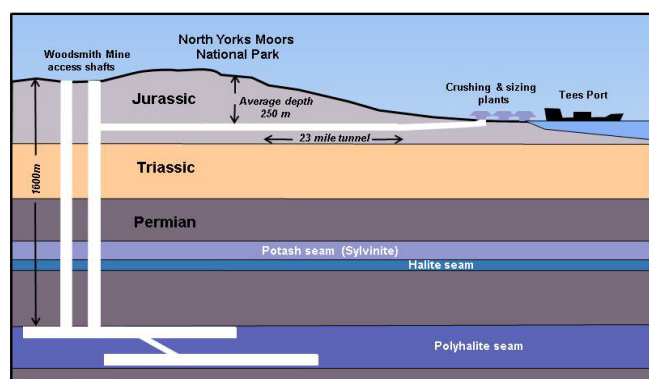 North Yorks Moors
National Park
Woodsmith Mine
access shafts
Crushing & sizing
plants
Tees Port
Jurassic
Average depth
250 m
23 mile tunnel
1600m
Triassic
Permian
Potash seam (Sylvinite)
Halite seam
Polyhalite seam